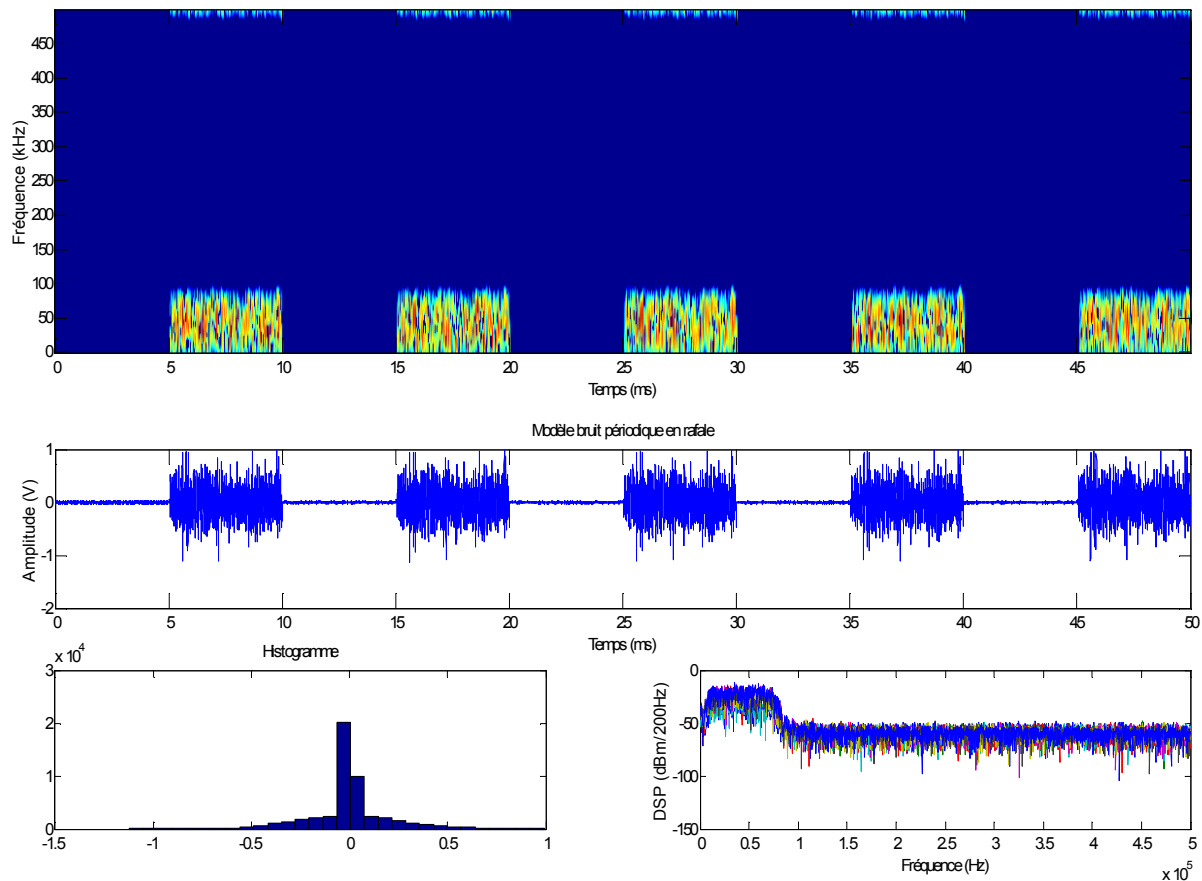 450
400
350
300
250
200
150
100
50
0
Fréquence (kHz)
0 5 10 15 20 25 30 35 40 45 50
Temps (ms)
Modèle bruit périodique en rafale
1
0
-1
-2
Amplitude (V)
0 5 10 15 20 25 30 35 40 45 50
Temps (ms)
x 10^4
Histogramme
3
2
1
0
-1.5 -1 -0.5 0 0.5 1
0
-50
-100
-150
DSP (dBm/200Hz)
0 0.5 1 1.5 2 2.5 3 3.5 4 4.5 5
Fréquence (Hz)
x 10^5